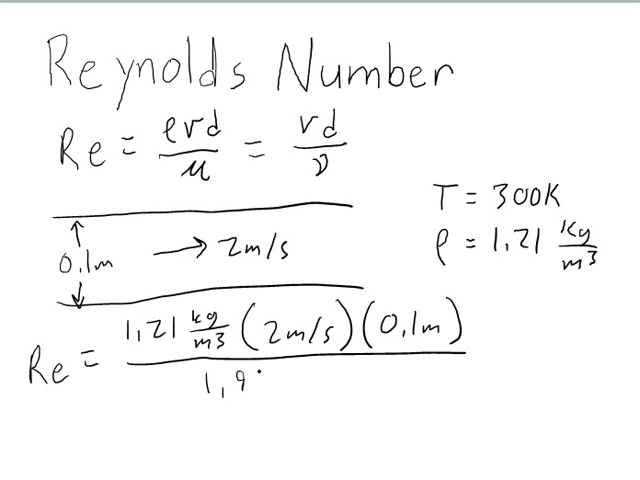 Reynolds Number
Re = ρvd/μ = vd/ν
T = 300K
ρ = 1.21 kg/m³
0.1m → 2m/s
Re = 1.21 kg/m³ (2m/s)(0.1m) / 1.9